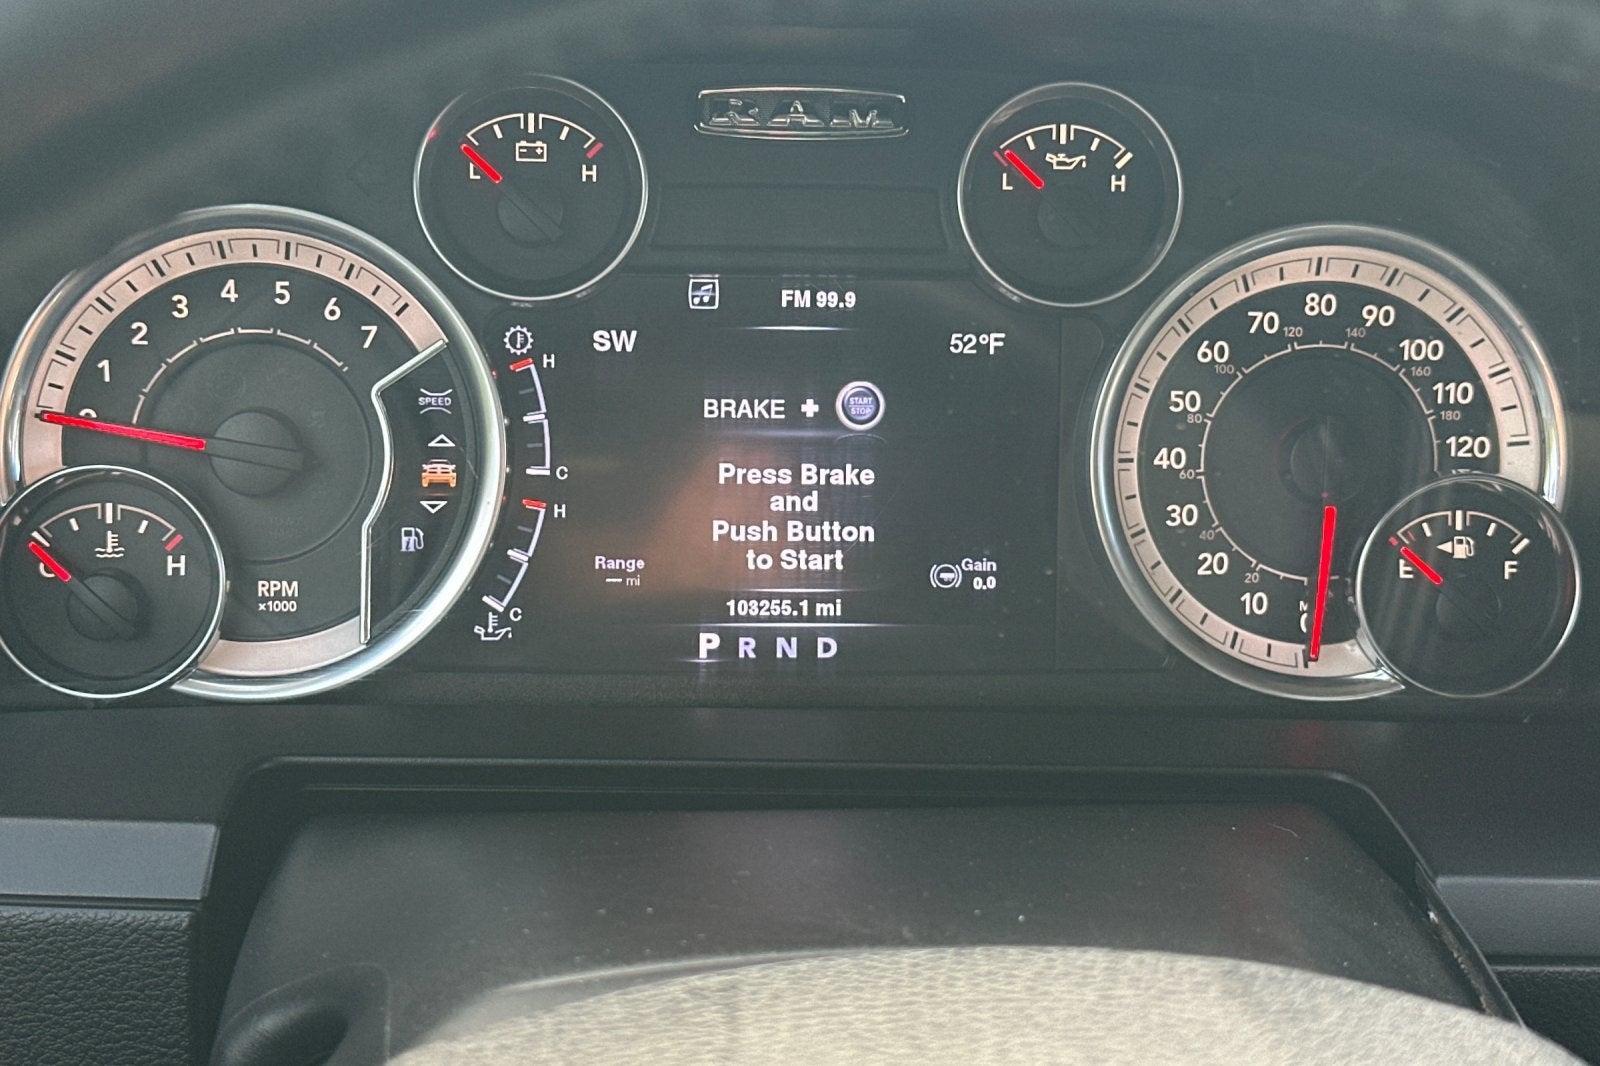 RAM
L H
L H
FM 99.9
SW
52°F
BRAKE + START STOP
Press Brake
and
Push Button
to Start
Range
--- mi
Gain
0.0
103255.1 mi
P R N D
H
C
H
C
0 1 2 3 4 5 6 7
RPM
x1000
SPEED
C H
10 20 30 40 50 60 70 80 90 100 110 120
20 40 60 80 100 120 140 160 180
E F